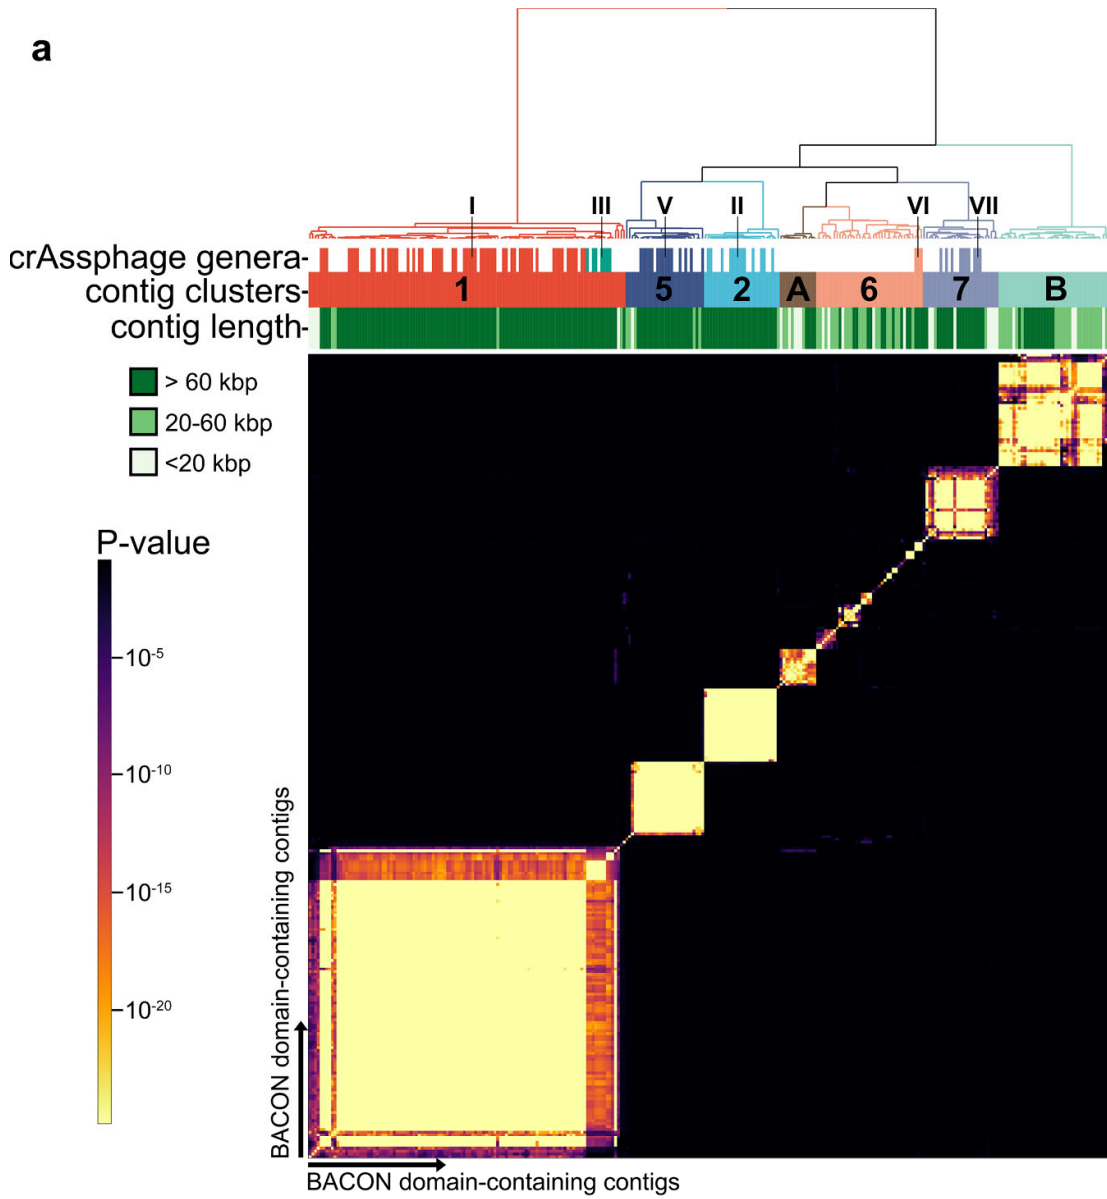 a
I III V II VI VII
crAssphage genera
contig clusters
1 5 2 A 6 7 B
contig length
> 60 kbp
20-60 kbp
<20 kbp
P-value
10⁻⁵
10⁻¹⁰
10⁻¹⁵
10⁻²⁰
BACON domain-containing contigs
BACON domain-containing contigs